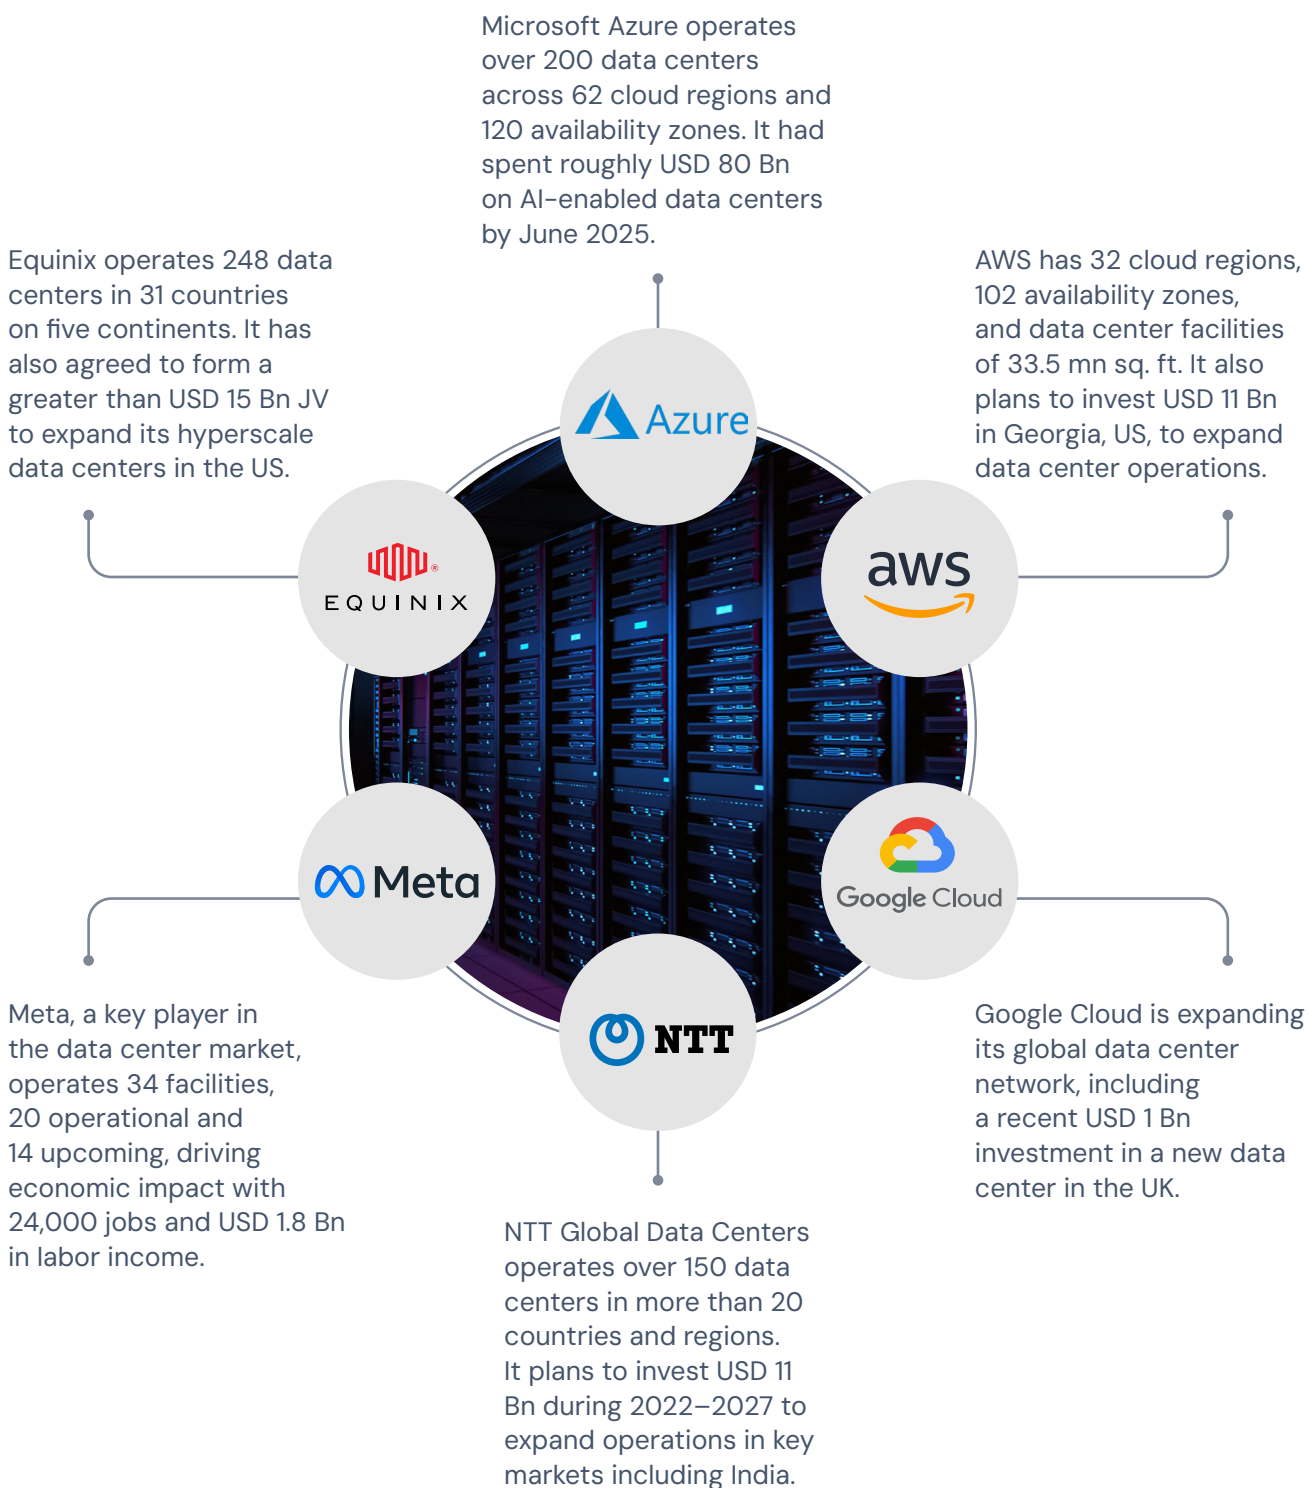 Microsoft Azure operates
over 200 data centers
across 62 cloud regions and
120 availability zones. It had
spent roughly USD 80 Bn
on AI-enabled data centers
by June 2025.
Equinix operates 248 data
centers in 31 countries
on five continents. It has
also agreed to form a
greater than USD 15 Bn JV
to expand its hyperscale
data centers in the US.
AWS has 32 cloud regions,
102 availability zones,
and data center facilities
of 33.5 mn sq. ft. It also
plans to invest USD 11 Bn
in Georgia, US, to expand
data center operations.
Azure
EQUINIX®
aws
Meta
Google Cloud
NTT
Meta, a key player in
the data center market,
operates 34 facilities,
20 operational and
14 upcoming, driving
economic impact with
24,000 jobs and USD 1.8 Bn
in labor income.
Google Cloud is expanding
its global data center
network, including
a recent USD 1 Bn
investment in a new data
center in the UK.
NTT Global Data Centers
operates over 150 data
centers in more than 20
countries and regions.
It plans to invest USD 11
Bn during 2022–2027 to
expand operations in key
markets including India.